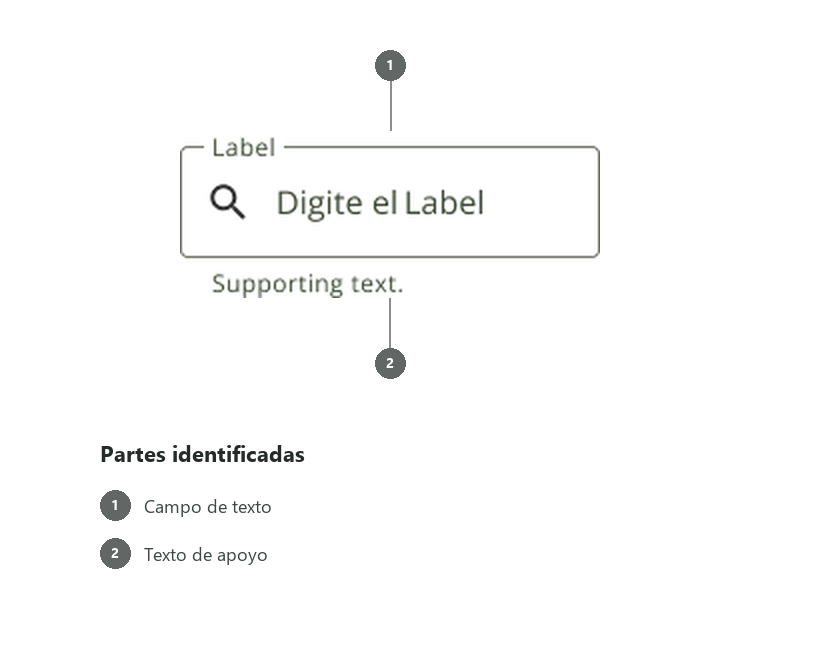 1
Label
Digite el Label
Supporting text.
2
Partes identificadas
1 Campo de texto
2 Texto de apoyo